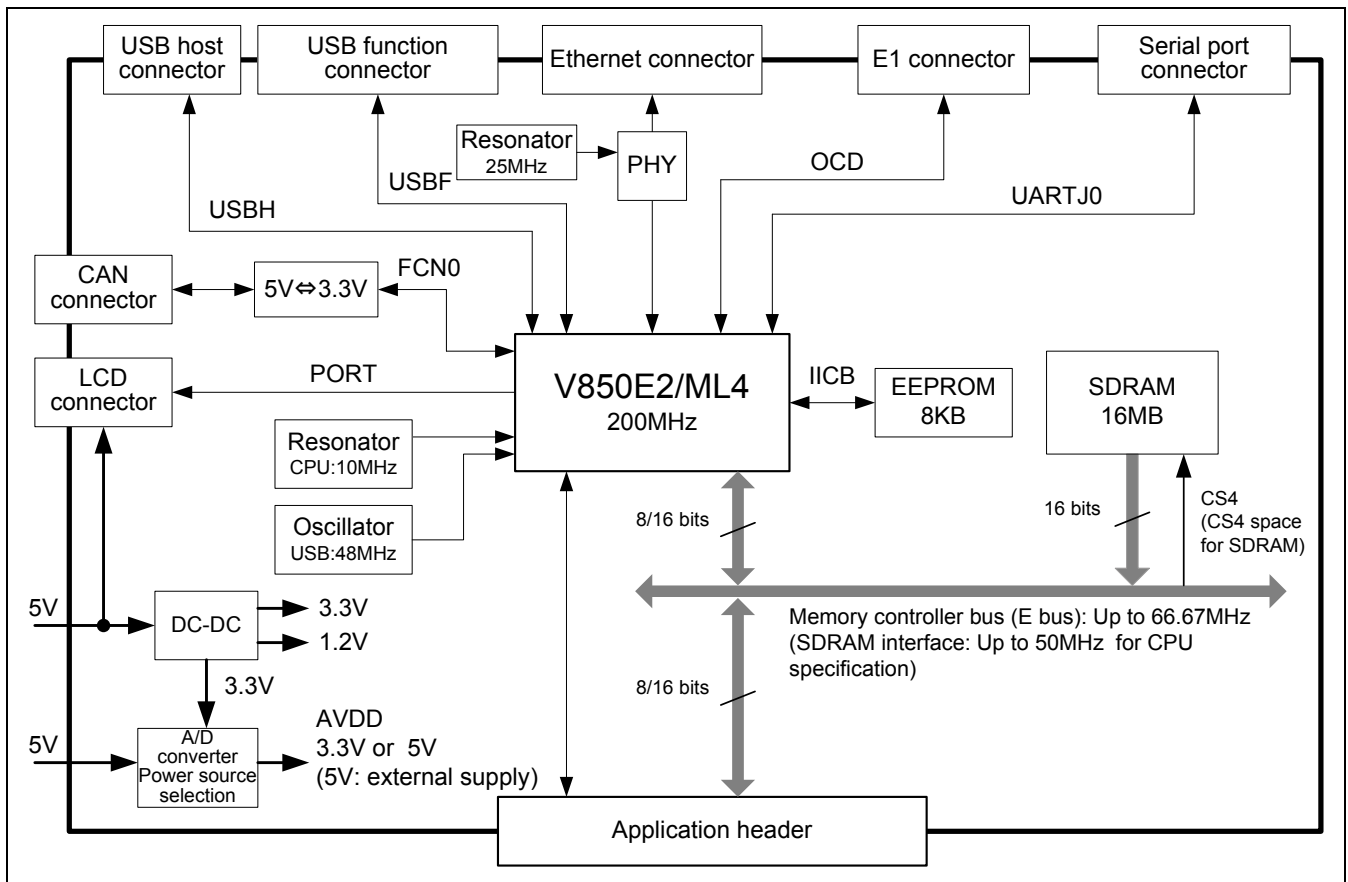 USB host
connector
USB function
connector
Ethernet connector
E1 connector
Serial port
connector
Resonator
25MHz
PHY
OCD
USBF
UARTJ0
USBH
CAN
connector
5V⇔3.3V
FCN0
LCD
connector
PORT
V850E2/ML4
200MHz
IICB
EEPROM
8KB
SDRAM
16MB
Resonator
CPU:10MHz
Oscillator
USB:48MHz
8/16 bits
16 bits
CS4
(CS4 space
for SDRAM)
5V
DC-DC
3.3V
1.2V
Memory controller bus (E bus): Up to 66.67MHz
(SDRAM interface: Up to 50MHz for CPU
specification)
3.3V
8/16 bits
5V
A/D
converter
Power source
selection
AVDD
3.3V or 5V
(5V: external supply)
Application header